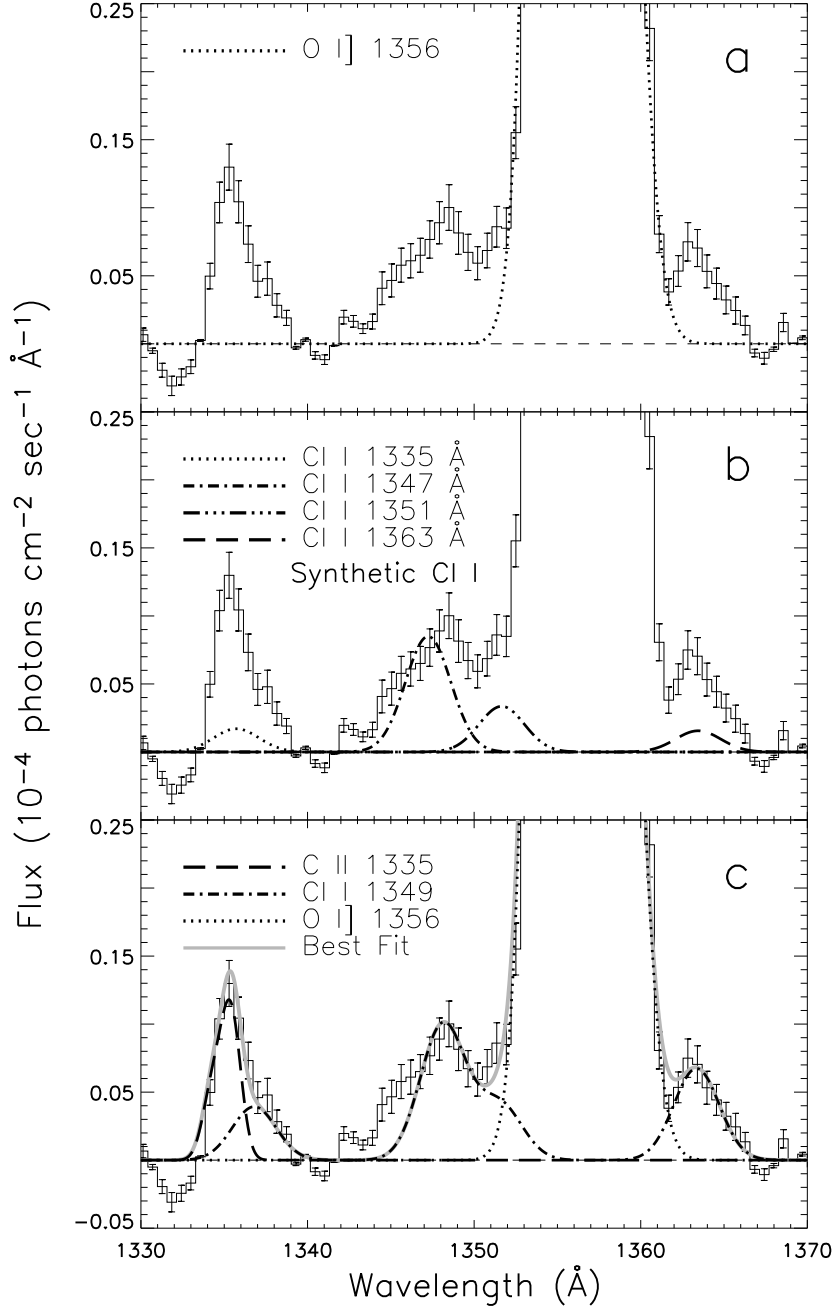 0.25
O I] 1356
a
0.15
0.05
0.25
Cl I 1335 Å
b
Cl I 1347 Å
Cl I 1351 Å
Cl I 1363 Å
0.15
Synthetic Cl I
0.05
0.25
C II 1335
c
Cl I 1349
O I] 1356
Best Fit
0.15
0.05
−0.05
1330 1340 1350 1360 1370
Wavelength (Å)
Flux (10⁻⁴ photons cm⁻² sec⁻¹ Å⁻¹)